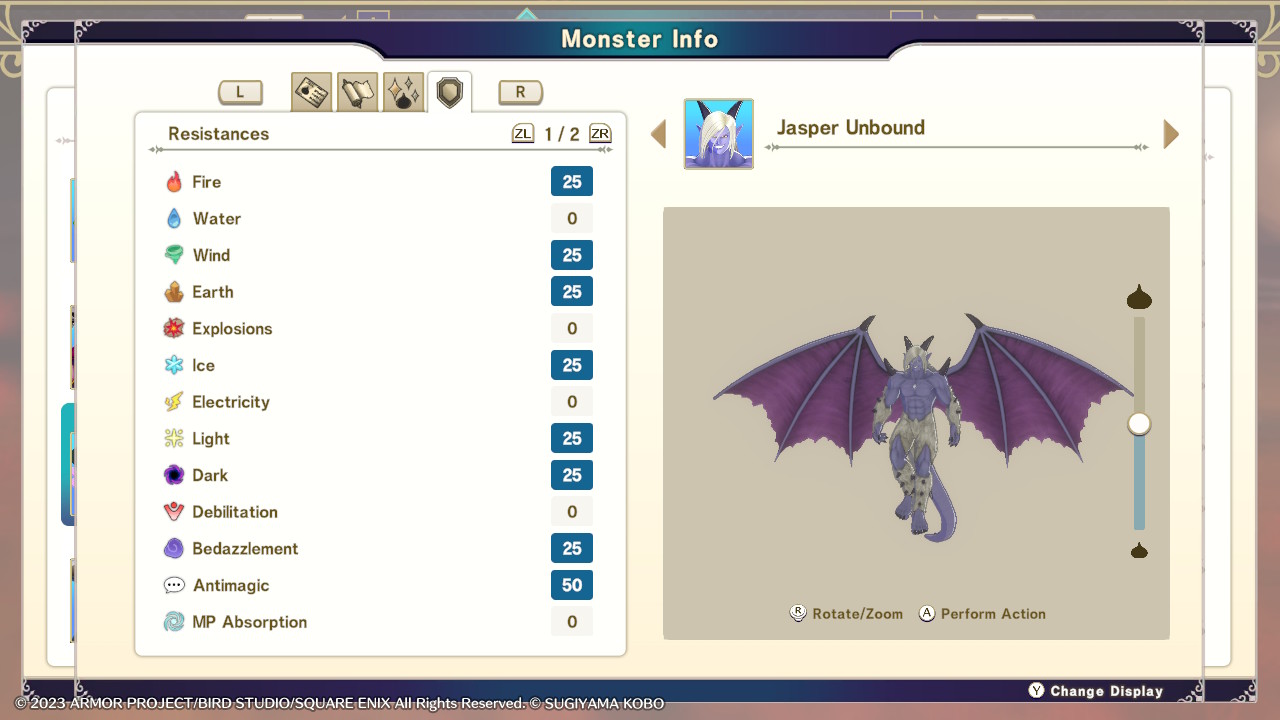 Monster Info
L
R
Resistances
ZL 1 / 2 ZR
Jasper Unbound
Fire 25
Water 0
Wind 25
Earth 25
Explosions 0
Ice 25
Electricity 0
Light 25
Dark 25
Debilitation 0
Bedazzlement 25
Antimagic 50
MP Absorption 0
R Rotate/Zoom A Perform Action
Y Change Display
© 2023 ARMOR PROJECT/BIRD STUDIO/SQUARE ENIX All Rights Reserved. © SUGIYAMA KOBO